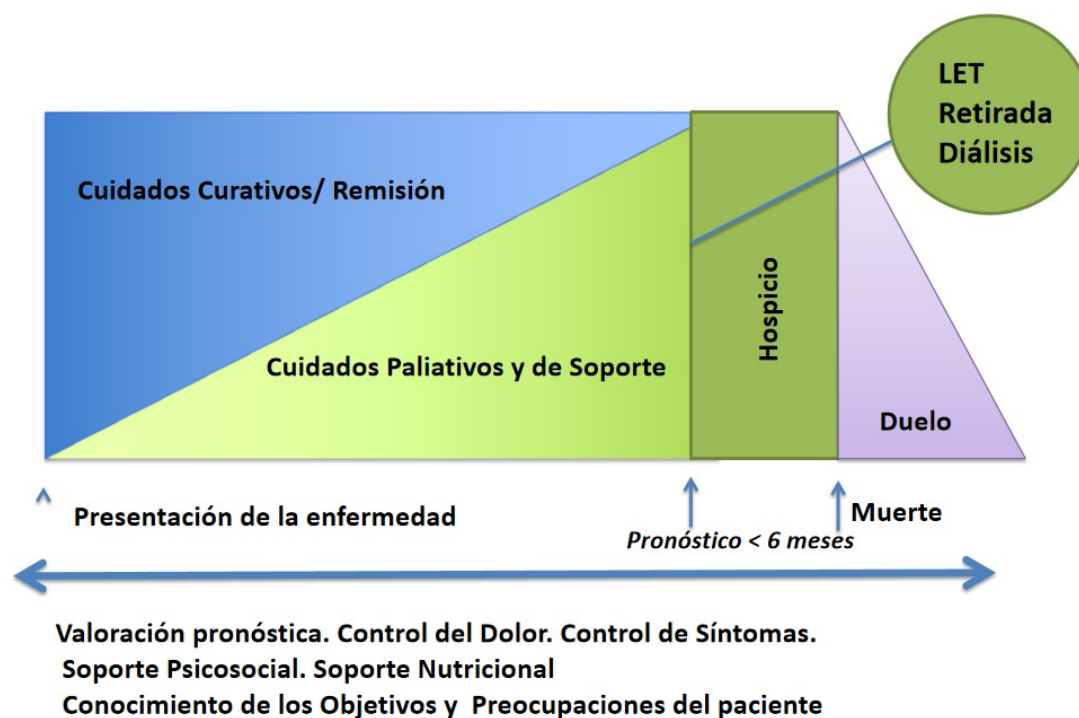 LET
Retirada
Diálisis
Cuidados Curativos/ Remisión
Cuidados Paliativos y de Soporte
Hospicio
Duelo
Presentación de la enfermedad
Muerte
Pronóstico < 6 meses
Valoración pronóstica. Control del Dolor. Control de Síntomas.
Soporte Psicosocial. Soporte Nutricional
Conocimiento de los Objetivos y Preocupaciones del paciente